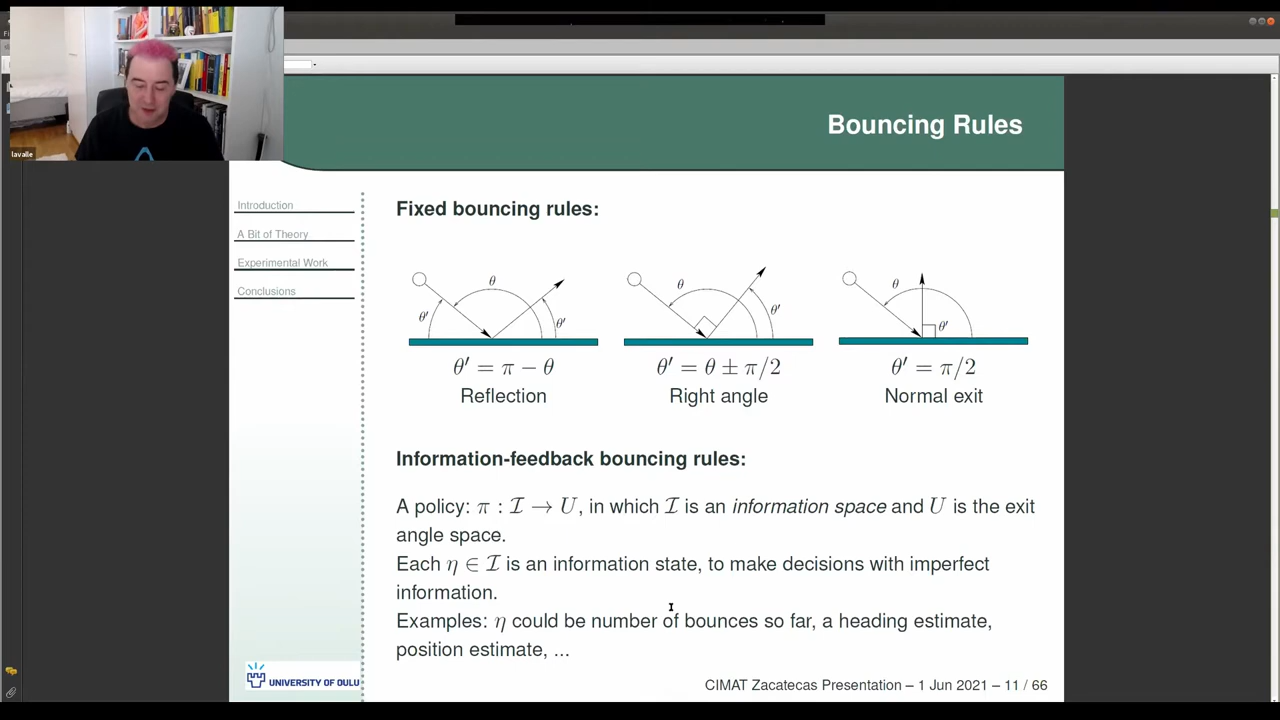 lavalle
Bouncing Rules
Introduction
A Bit of Theory
Experimental Work
Conclusions
Fixed bouncing rules:
θ
θ′
θ′
θ
θ′
θ
θ′
θ′ = π − θ
θ′ = θ ± π/2
θ′ = π/2
Reflection
Right angle
Normal exit
Information-feedback bouncing rules:
A policy: π : I → U, in which I is an information space and U is the exit
angle space.
Each η ∈ I is an information state, to make decisions with imperfect
information.
Examples: η could be number of bounces so far, a heading estimate,
position estimate, ...
UNIVERSITY OF OULU
CIMAT Zacatecas Presentation – 1 Jun 2021 – 11 / 66